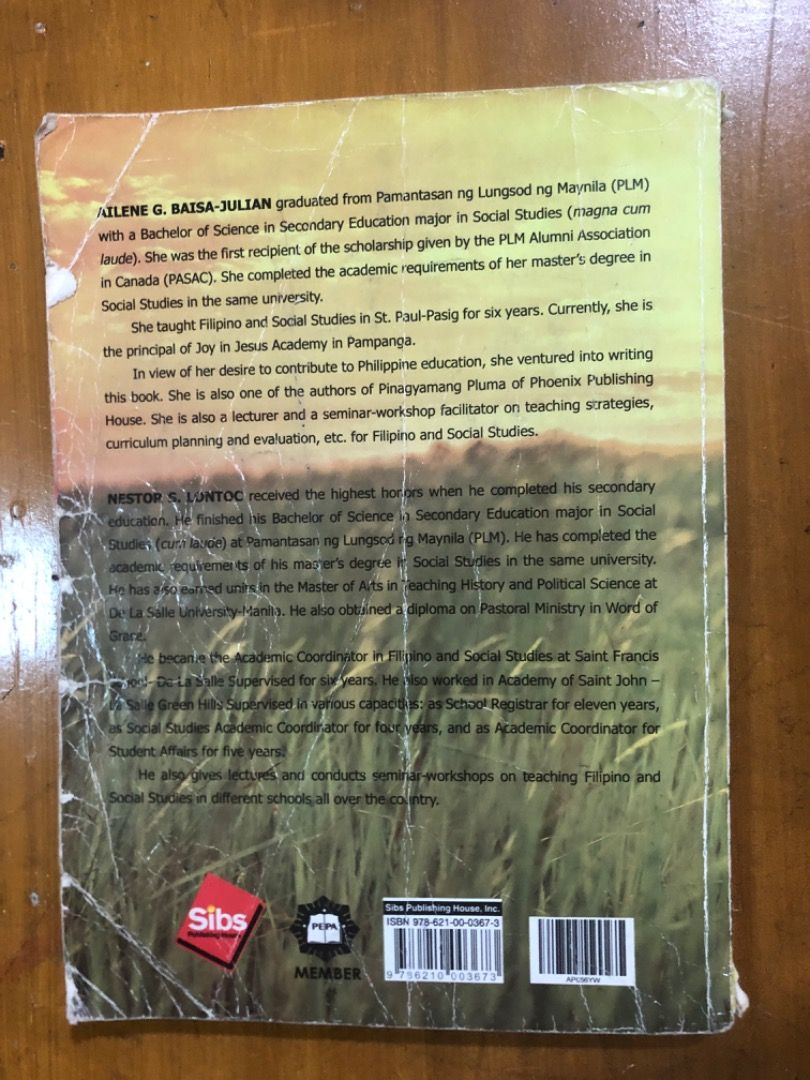 AILENE G. BAISA-JULIAN graduated from Pamantasan ng Lungsod ng Maynila (PLM)
with a Bachelor of Science in Secondary Education major in Social Studies (magna cum
laude). She was the first recipient of the scholarship given by the PLM Alumni Association
in Canada (PASAC). She completed the academic requirements of her master's degree in
Social Studies in the same university.
She taught Filipino and Social Studies in St. Paul-Pasig for six years. Currently, she is
the principal of Joy in Jesus Academy in Pampanga.
In view of her desire to contribute to Philippine education, she ventured into writing
this book. She is also one of the authors of Pinagyamang Pluma of Phoenix Publishing
House. She is also a lecturer and a seminar-workshop facilitator on teaching strategies,
curriculum planning and evaluation, etc. for Filipino and Social Studies.
NESTOR S. LONTOC received the highest honors when he completed his secondary
education. He finished his Bachelor of Science in Secondary Education major in Social
Studies (cum laude) at Pamantasan ng Lungsod ng Maynila (PLM). He has completed the
academic requirements of his master's degree in Social Studies in the same university.
He has also earned units in the Master of Arts in Teaching History and Political Science at
De La Salle University-Manila. He also obtained a diploma on Pastoral Ministry in Word of
Grace.
He became the Academic Coordinator in Filipino and Social Studies at Saint Francis
School- De La Salle Supervised for six years. He also worked in Academy of Saint John –
La Salle Green Hills Supervised in various capacities: as School Registrar for eleven years,
as Social Studies Academic Coordinator for four years, and as Academic Coordinator for
Student Affairs for five years.
He also gives lectures and conducts seminar-workshops on teaching Filipino and
Social Studies in different schools all over the country.
Sibs
Publishing House
PEPA
MEMBER
Sibs Publishing House, Inc.
ISBN 978-621-00-0367-3
9 786210 003673
AP056YW